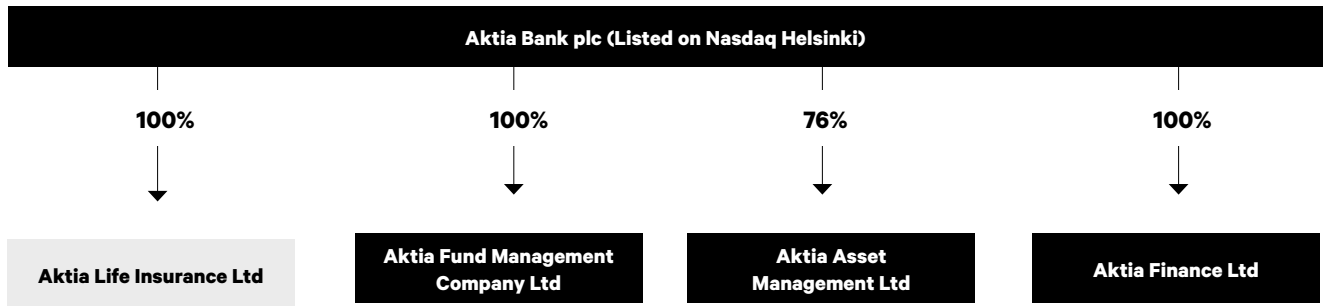 Aktia Bank plc (Listed on Nasdaq Helsinki)
100%
100%
76%
100%
Aktia Life Insurance Ltd
Aktia Fund Management
Company Ltd
Aktia Asset
Management Ltd
Aktia Finance Ltd